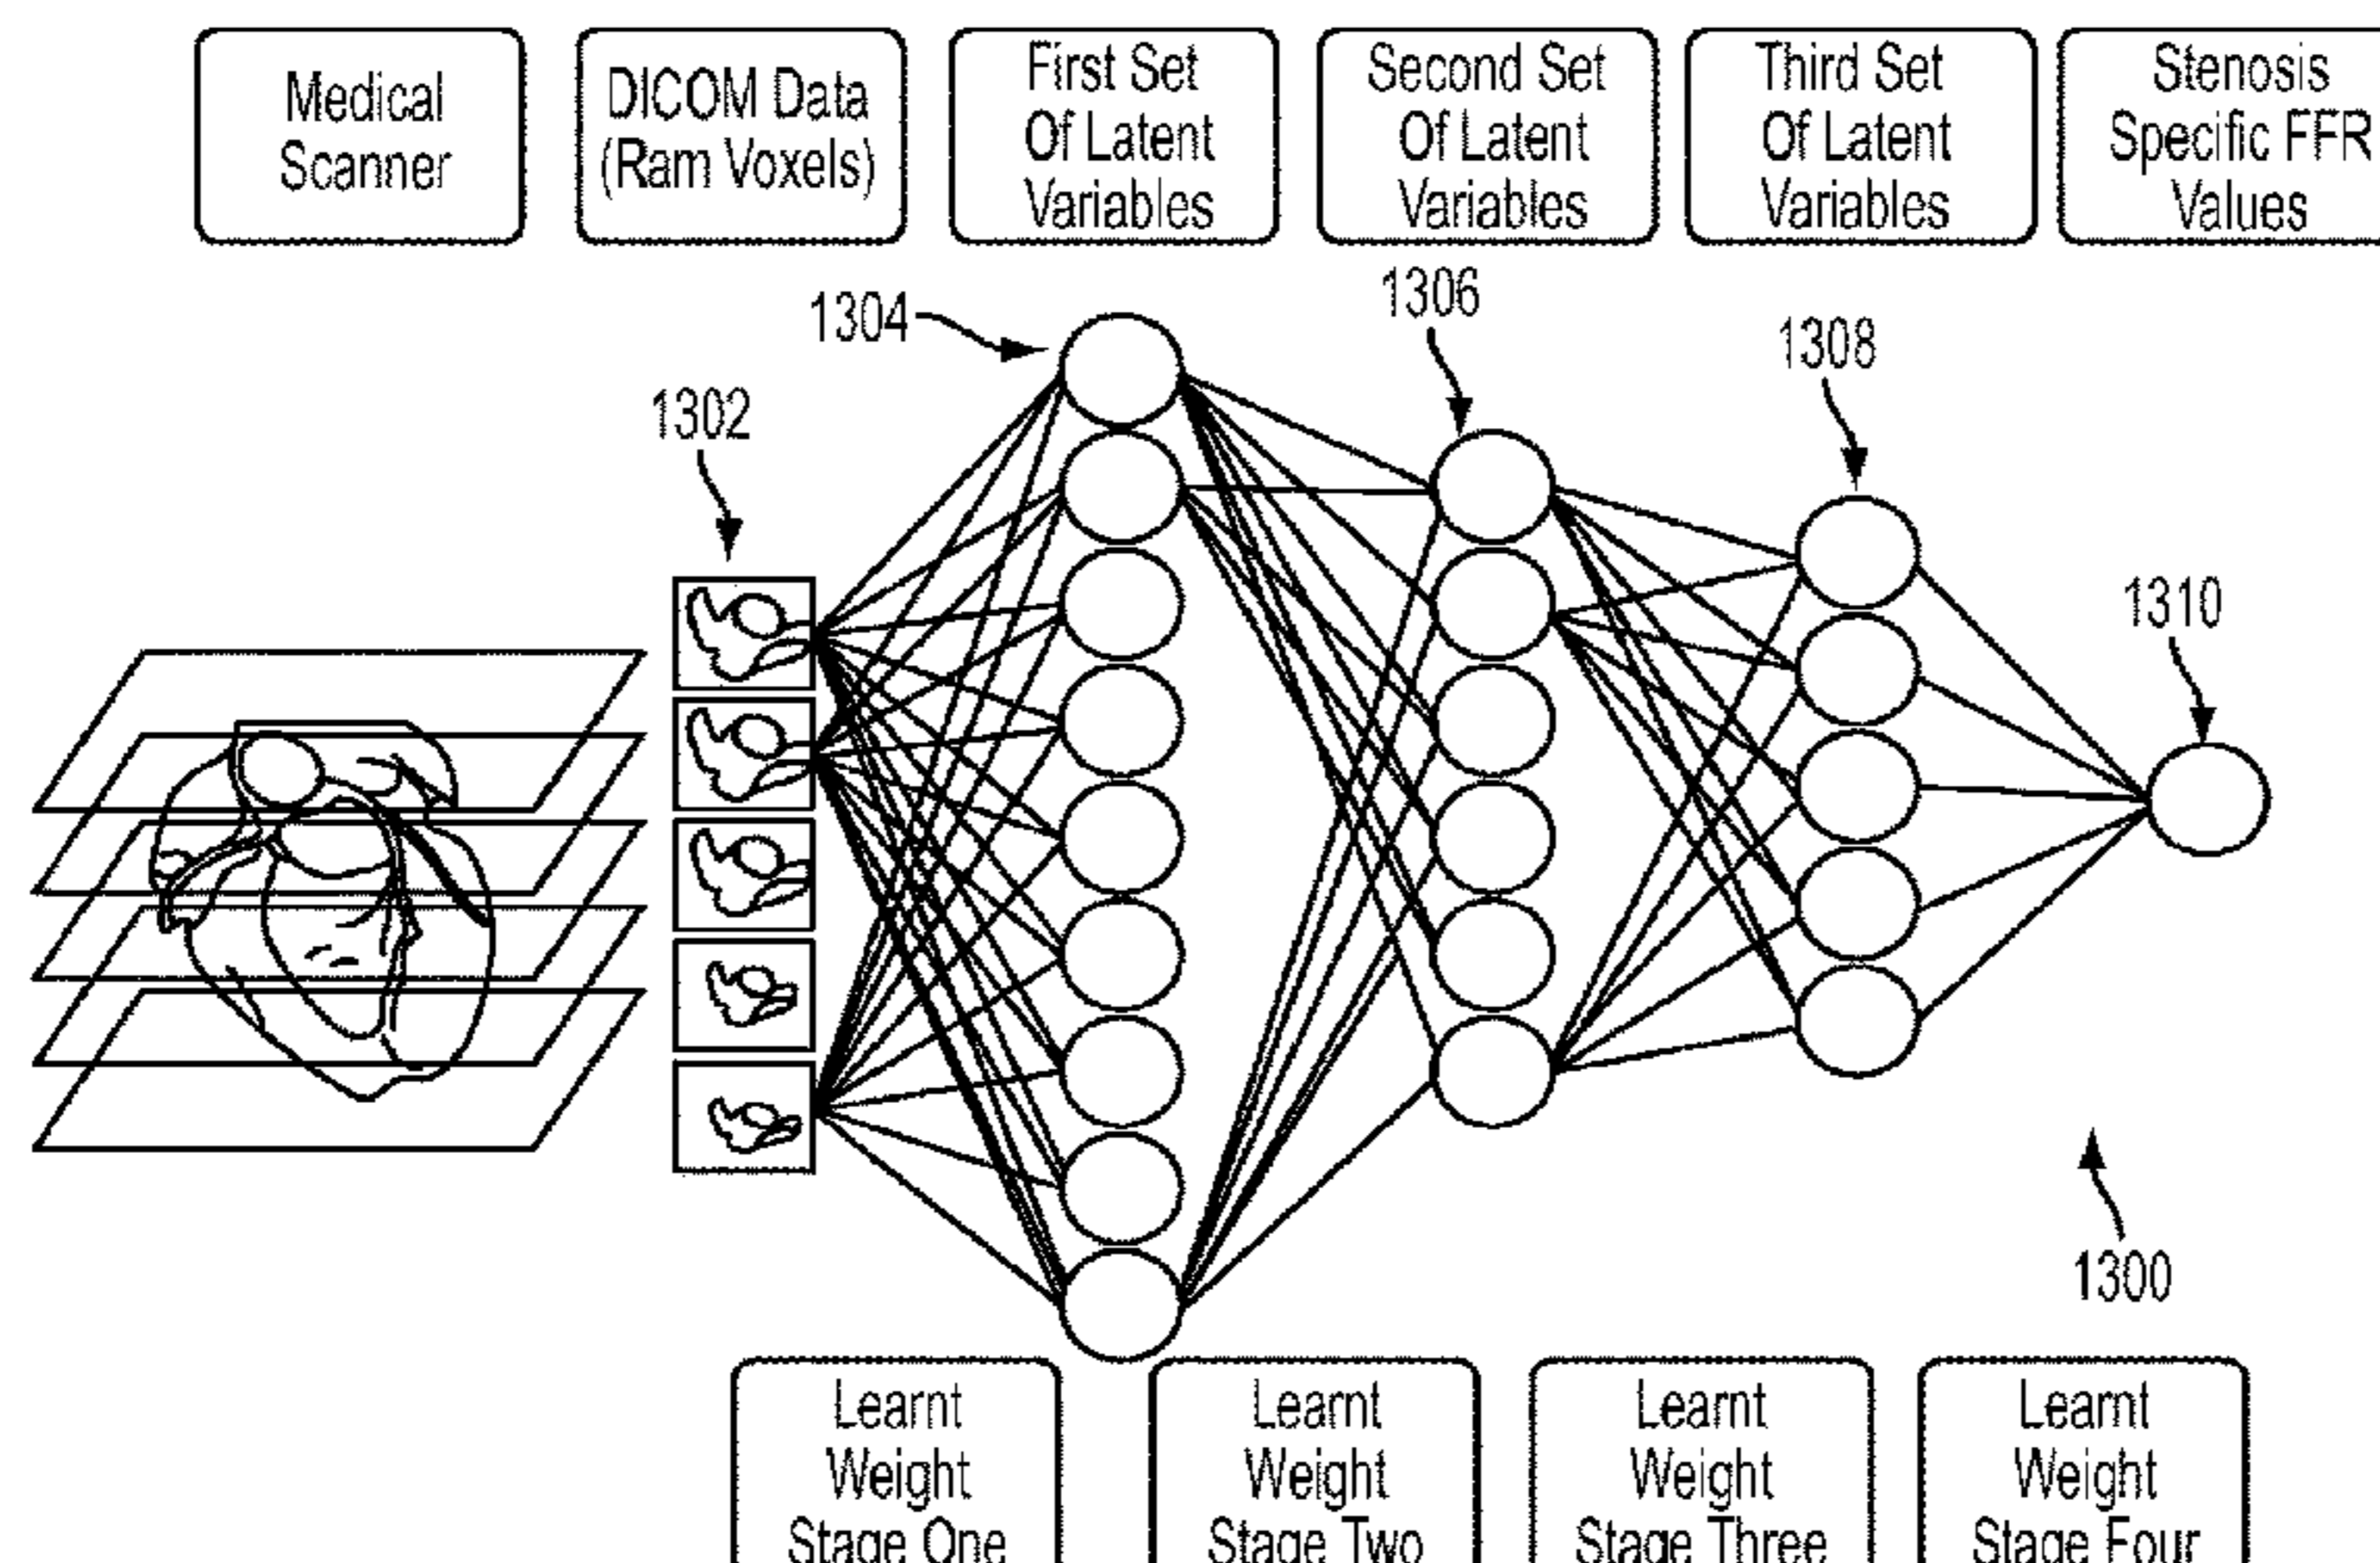 Medical
Scanner
DICOM Data
(Ram Voxels)
First Set
Of Latent
Variables
Second Set
Of Latent
Variables
Third Set
Of Latent
Variables
Stenosis
Specific FFR
Values
1304
1306
1308
1302
1310
1300
Learnt
Weight
Stage One
Learnt
Weight
Stage Two
Learnt
Weight
Stage Three
Learnt
Weight
Stage Four